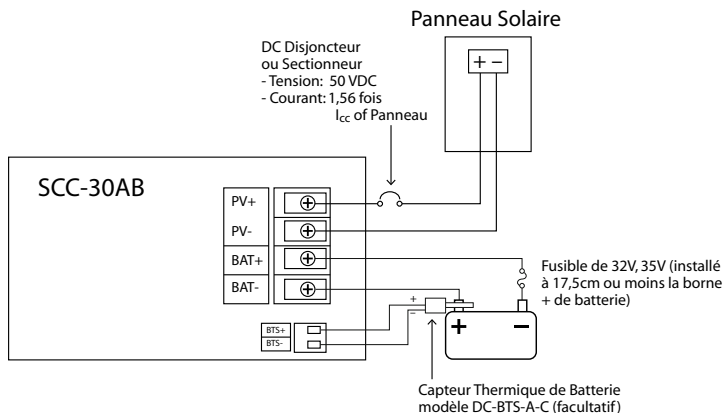 Panneau Solaire
DC Disjoncteur
ou Sectionneur
- Tension: 50 VDC
- Courant: 1,56 fois
Icc of Panneau
+ −
SCC-30AB
PV+
PV-
BAT+
BAT-
BTS+
BTS-
+
−
+ −
Fusible de 32V, 35V (installé
à 17,5cm ou moins la borne
+ de batterie)
Capteur Thermique de Batterie
modèle DC-BTS-A-C (facultatif)